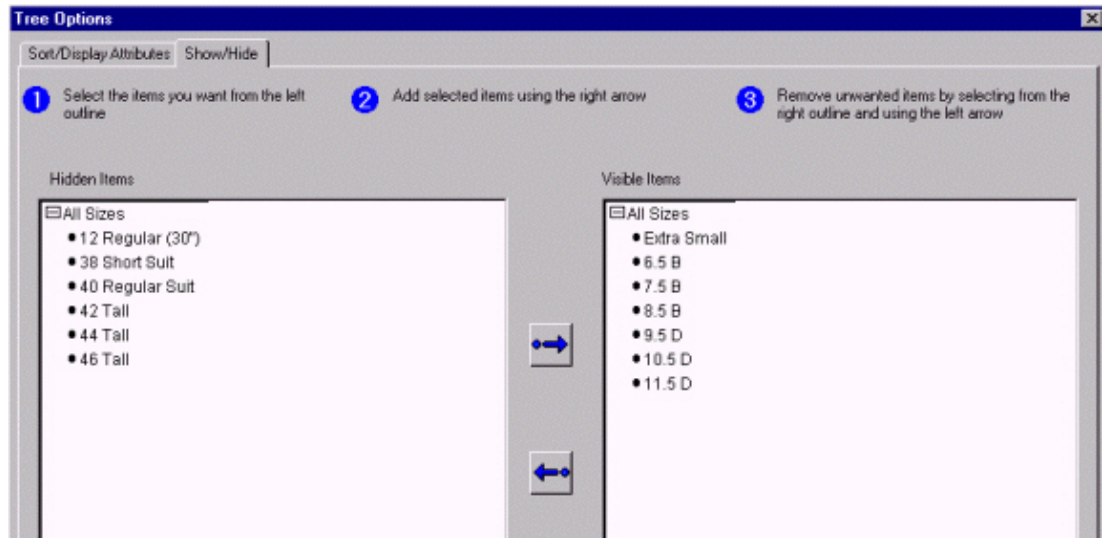 Tree Options
Sort/Display Attributes Show/Hide
1 Select the items you want from the left
outline
2 Add selected items using the right arrow
3 Remove unwanted items by selecting from the
right outline and using the left arrow
Hidden Items
All Sizes
12 Regular (30")
38 Short Suit
40 Regular Suit
42 Tall
44 Tall
46 Tall
Visible Items
All Sizes
Extra Small
6.5 B
7.5 B
8.5 B
9.5 D
10.5 D
11.5 D